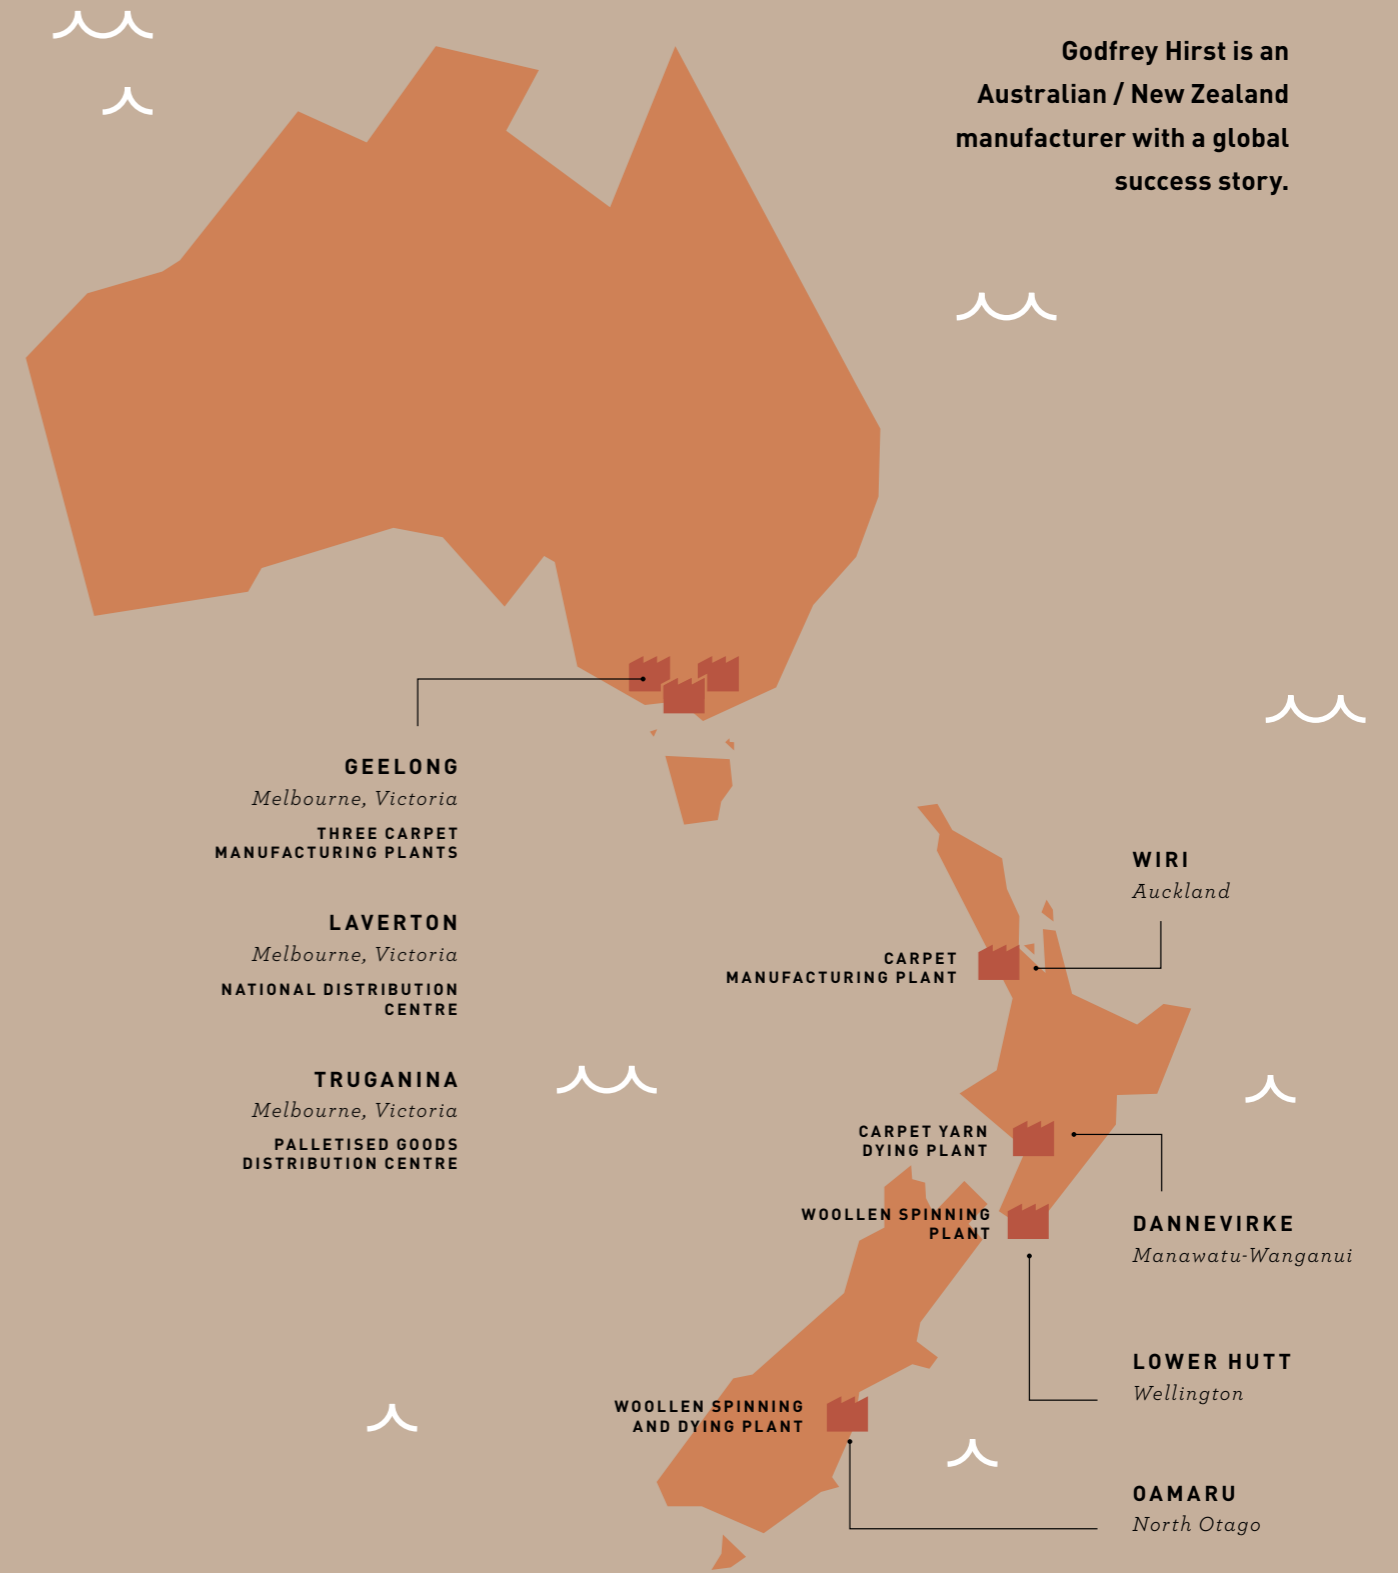 Godfrey Hirst is an
Australian / New Zealand
manufacturer with a global
success story.
GEELONG
Melbourne, Victoria
THREE CARPET
MANUFACTURING PLANTS
LAVERTON
Melbourne, Victoria
NATIONAL DISTRIBUTION
CENTRE
TRUGANINA
Melbourne, Victoria
PALLETISED GOODS
DISTRIBUTION CENTRE
WIRI
Auckland
CARPET
MANUFACTURING PLANT
CARPET YARN
DYING PLANT
DANNEVIRKE
Manawatu-Wanganui
WOOLLEN SPINNING
PLANT
LOWER HUTT
Wellington
WOOLLEN SPINNING
AND DYING PLANT
OAMARU
North Otago